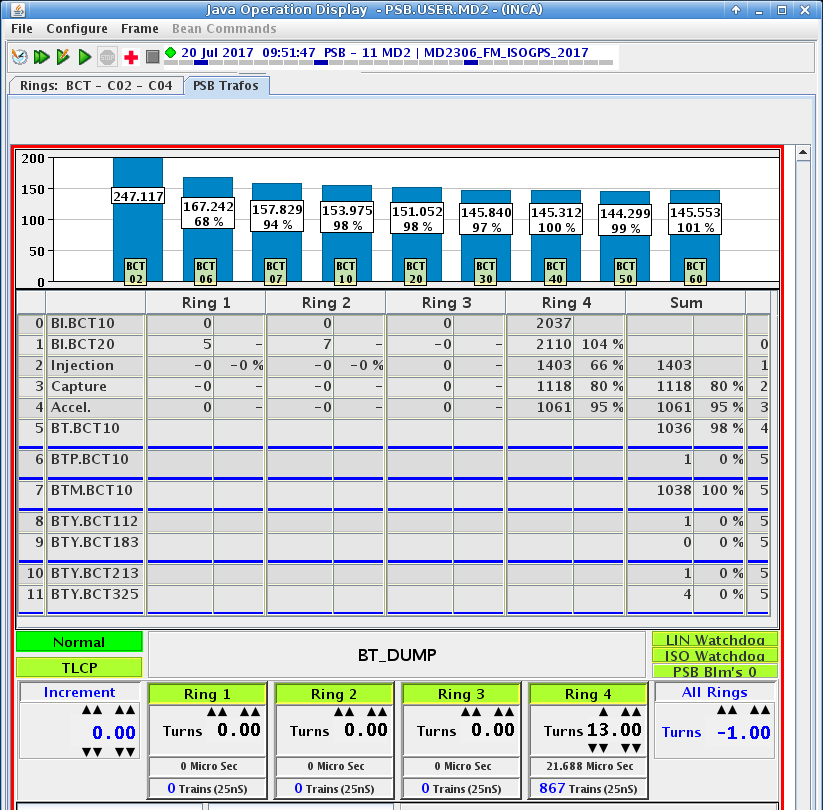 Java Operation Display - PSB.USER.MD2 - (INCA)
File Configure Frame Bean Commands
STOP 20 Jul 2017 09:51:47 PSB - 11 MD2 | MD2306_FM_ISOGPS_2017
Rings: BCT - C02 - C04 PSB Trafos
200
150
100
50
0
247.117 167.242 157.829 153.975 151.052 145.840 145.312 144.299 145.553
68 % 94 % 98 % 98 % 97 % 100 % 99 % 101 %
BCT BCT BCT BCT BCT BCT BCT BCT BCT
02 06 07 10 20 30 40 50 60
Ring 1 Ring 2 Ring 3 Ring 4 Sum
0 BI.BCT10 0 0 0 2037
1 BI.BCT20 5 - 7 - -0 - 2110 104 % 0
2 Injection -0 -0 % -0 -0 % 0 - 1403 66 % 1403 1
3 Capture -0 - -0 - 0 - 1118 80 % 1118 80 % 2
4 Accel. 0 - -0 - 0 - 1061 95 % 1061 95 % 3
5 BT.BCT10 1036 98 % 4
6 BTP.BCT10 1 0 % 5
7 BTM.BCT10 1038 100 % 5
8 BTY.BCT112 1 0 % 5
9 BTY.BCT183 0 0 % 5
10 BTY.BCT213 1 0 % 5
11 BTY.BCT325 4 0 % 5
Normal
TLCP
BT_DUMP
LIN Watchdog
ISO Watchdog
PSB Blm's 0
Increment Ring 1 Ring 2 Ring 3 Ring 4 All Rings
0.00 Turns 0.00 Turns 0.00 Turns 0.00 Turns 13.00 Turns -1.00
0 Micro Sec 0 Micro Sec 0 Micro Sec 21.688 Micro Sec
0 Trains (25nS) 0 Trains (25nS) 0 Trains (25nS) 867 Trains (25nS)